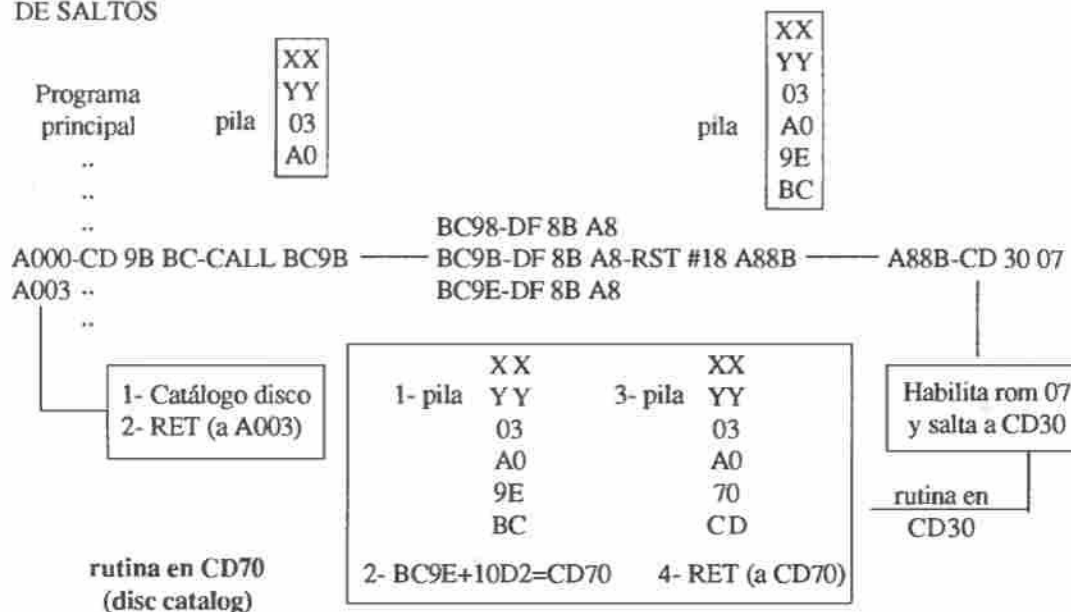 DE SALTOS
Programa
principal
..
..
..
pila
XX
YY
03
A0
pila
XX
YY
03
A0
9E
BC
BC98-DF 8B A8
A000-CD 9B BC-CALL BC9B
BC9B-DF 8B A8-RST #18 A88B
A88B-CD 30 07
A003 ..
BC9E-DF 8B A8
..
1- Catálogo disco
2- RET (a A003)
1- pila
X X
Y Y
03
A0
9E
BC
3- pila
XX
YY
03
A0
70
CD
2- BC9E+10D2=CD70
4- RET (a CD70)
Habilita rom 07
y salta a CD30
rutina en
CD30
rutina en CD70
(disc catalog)